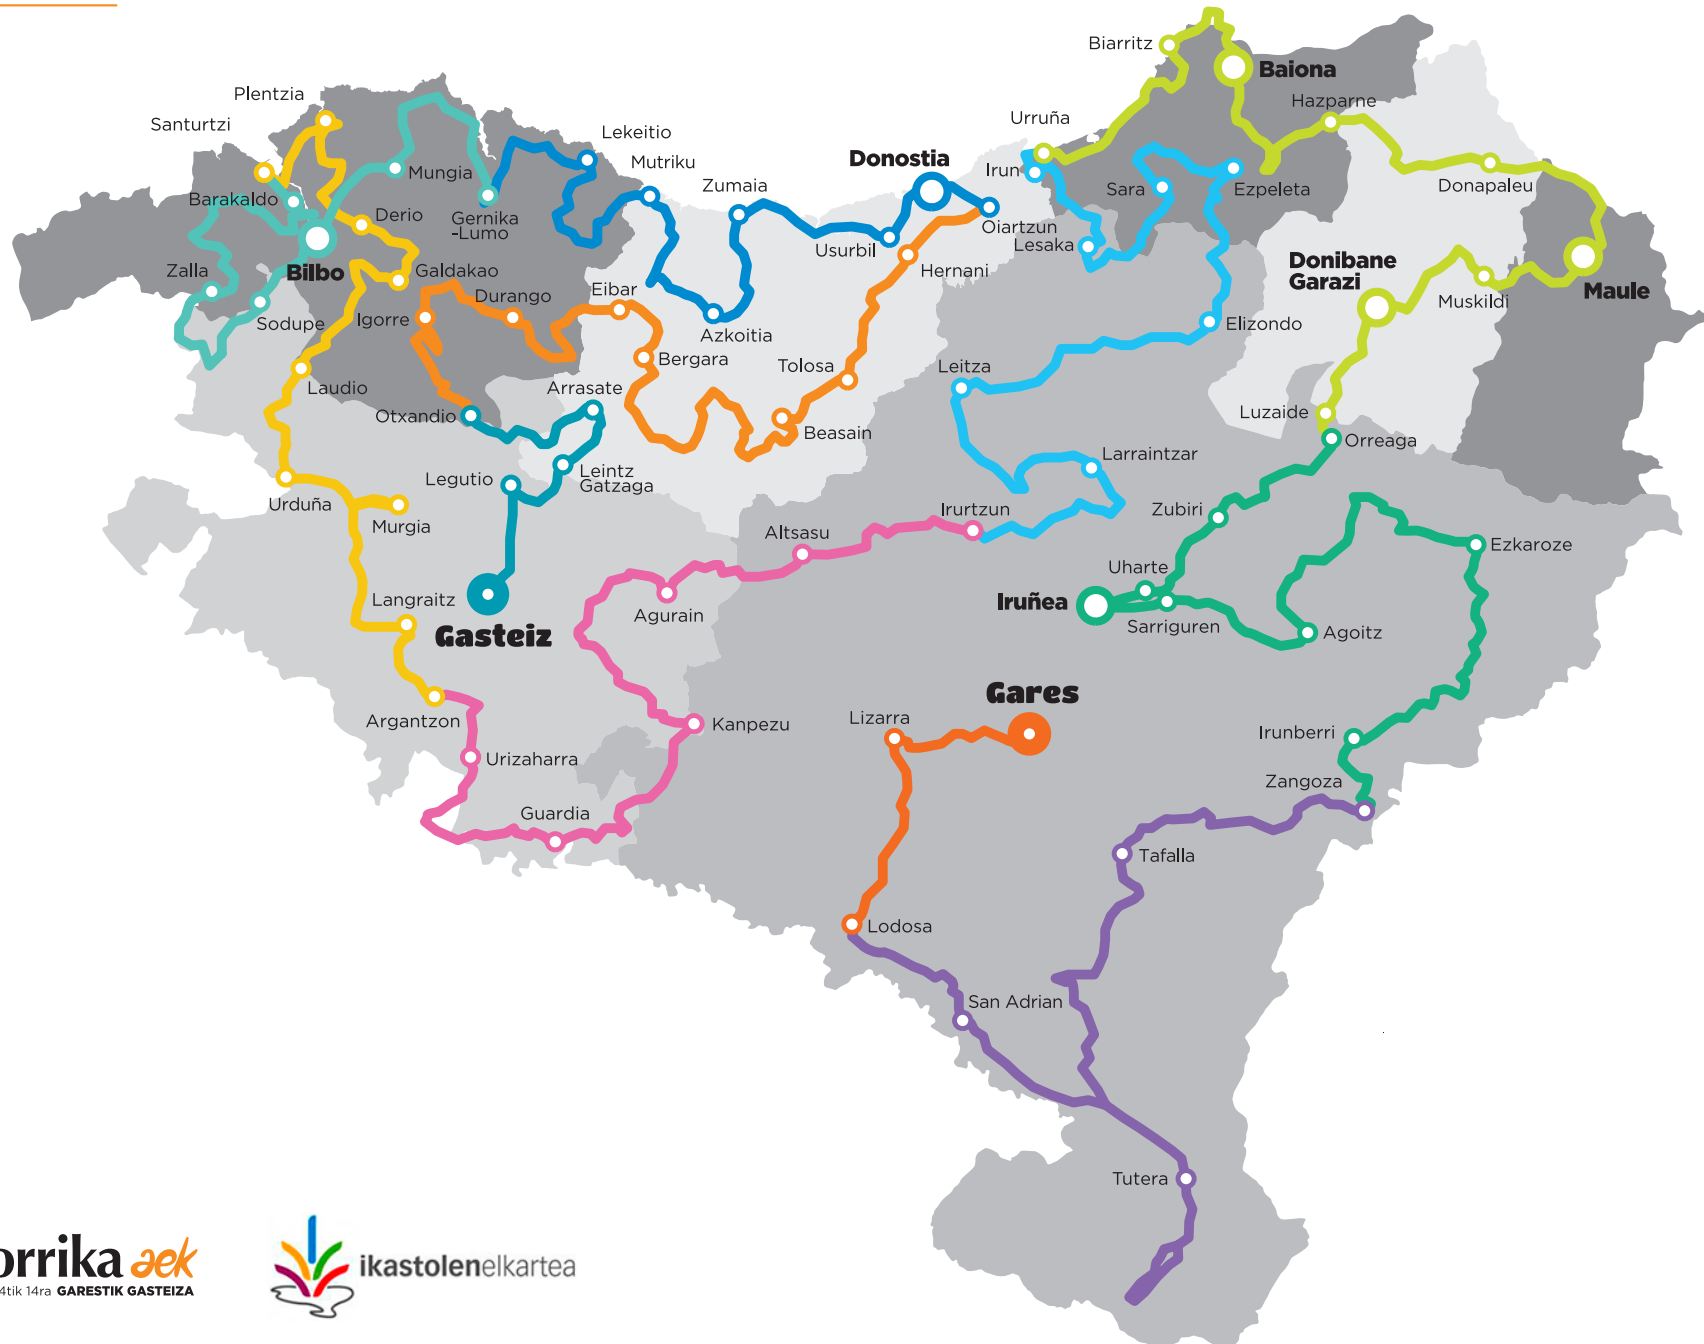 Biarritz
Baiona
Plentzia
Hazparne
Santurtzi
Urruña
Lekeitio
Donostia
Mutriku
Mungia
Irun
Zumaia
Sara
Ezpeleta
Donapaleu
Barakaldo
Derio
Gernika
-Lumo
Oiartzun
Lesaka
Usurbil
Donibane
Garazi
Zalla
Bilbo
Galdakao
Hernani
Maule
Eibar
Durango
Muskildi
Sodupe
Igorre
Elizondo
Azkoitia
Bergara
Tolosa
Leitza
Laudio
Arrasate
Otxandio
Luzaide
Beasain
Orreaga
Larraintzar
Legutio
Leintz
Gatzaga
Urduña
Murgia
Zubiri
Irurtzun
Altsasu
Ezkaroze
Uharte
Langraitz
Iruñea
Agurain
Sarriguren
Agoitz
Gasteiz
Gares
Argantzon
Lizarra
Kanpezu
Irunberri
Urizaharra
Zangoza
Guardia
Tafalla
Lodosa
San Adrian
Tutera
orrika aek
4tik 14ra GARESTIK GASTEIZA
ikastolenelkartea